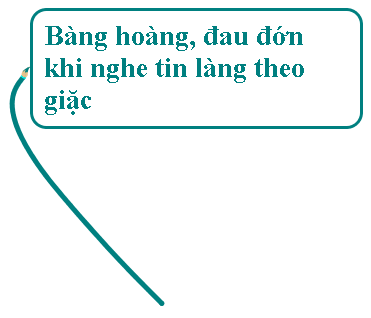 Bàng hoàng, đau đớn
khi nghe tin làng theo
giặc